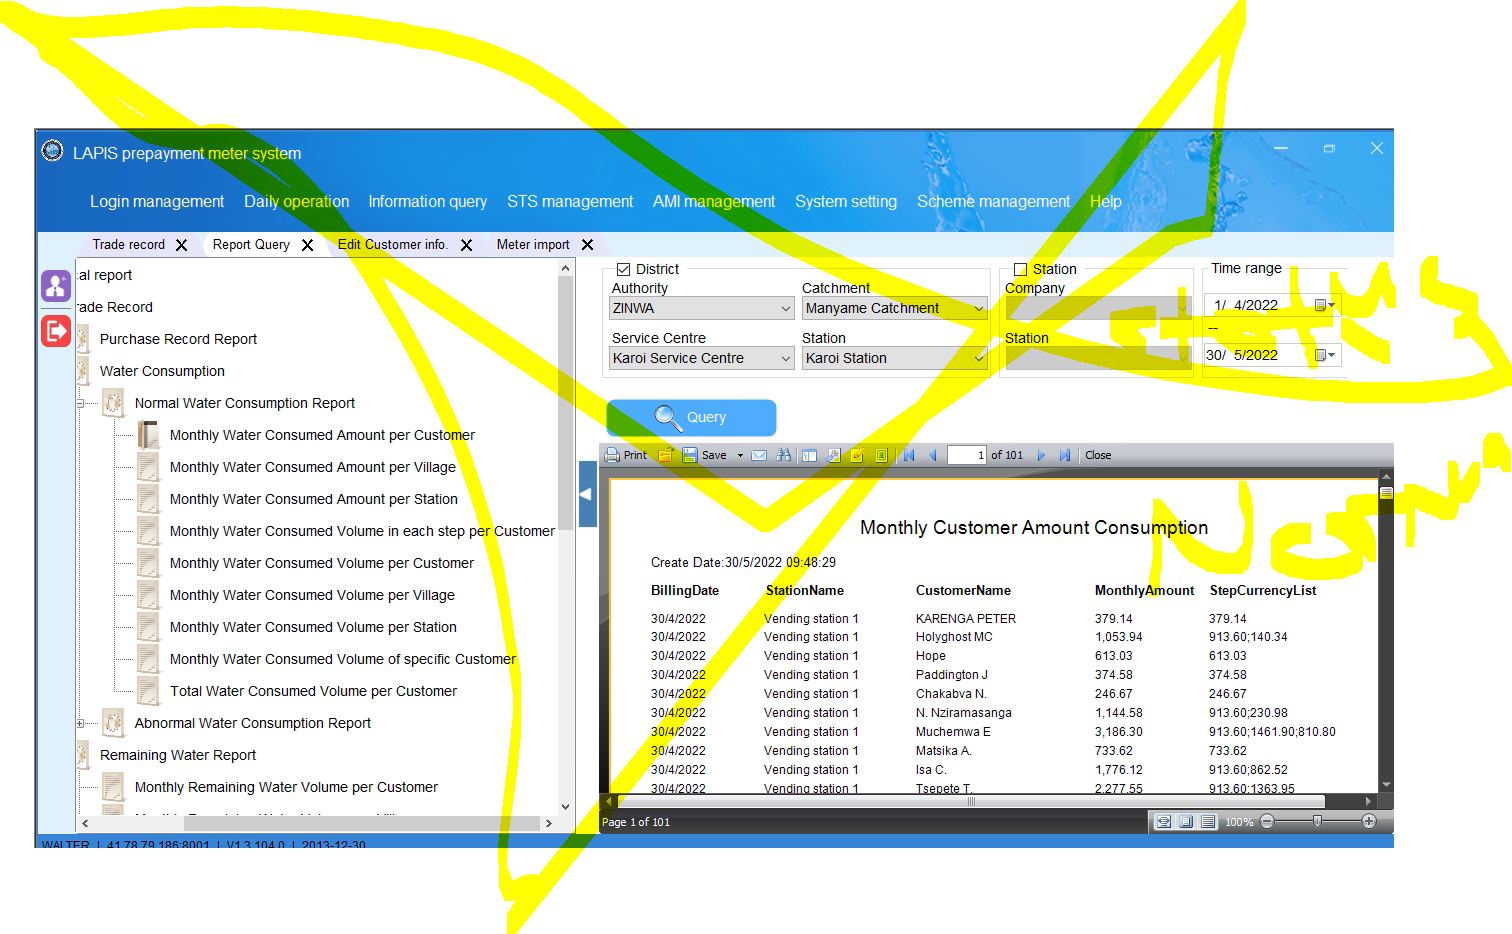 LAPIS prepayment meter system
Login management Daily operation Information query STS management AMI management System setting Scheme management Help
Trade record Report Query Edit Customer info. Meter import
al report
rade Record
Purchase Record Report
Water Consumption
Normal Water Consumption Report
Monthly Water Consumed Amount per Customer
Monthly Water Consumed Amount per Village
Monthly Water Consumed Amount per Station
Monthly Water Consumed Volume in each step per Customer
Monthly Water Consumed Volume per Customer
Monthly Water Consumed Volume per Village
Monthly Water Consumed Volume per Station
Monthly Water Consumed Volume of specific Customer
Total Water Consumed Volume per Customer
Abnormal Water Consumption Report
Remaining Water Report
Monthly Remaining Water Volume per Customer
District Station Time range
Authority Catchment Company
ZINWA Manyame Catchment 1/ 4/2022
status
--
Service Centre Station Station
Karoi Service Centre Karoi Station 30/ 5/2022
Query
Print Save 1 of 101 Close
Monthly Customer Amount Consumption
Create Date:30/5/2022 09:48:29
BillingDate StationName CustomerName MonthlyAmount StepCurrencyList
30/4/2022 Vending station 1 KARENGA PETER 379.14 379.14
30/4/2022 Vending station 1 Holyghost MC 1,053.94 913.60;140.34
30/4/2022 Vending station 1 Hope 613.03 613.03
30/4/2022 Vending station 1 Paddington J 374.58 374.58
30/4/2022 Vending station 1 Chakabva N. 246.67 246.67
30/4/2022 Vending station 1 N. Nziramasanga 1,144.58 913.60;230.98
30/4/2022 Vending station 1 Muchemwa E 3,186.30 913.60;1461.90;810.80
30/4/2022 Vending station 1 Matsika A. 733.62 733.62
30/4/2022 Vending station 1 Isa C. 1,776.12 913.60;862.52
30/4/2022 Vending station 1 Tsepete T. 2,277.55 913.60;1363.95
Page 1 of 101 100%
WALTER | 41.78.79.186:8001 | V1.3.104.0 | 2013-12-30